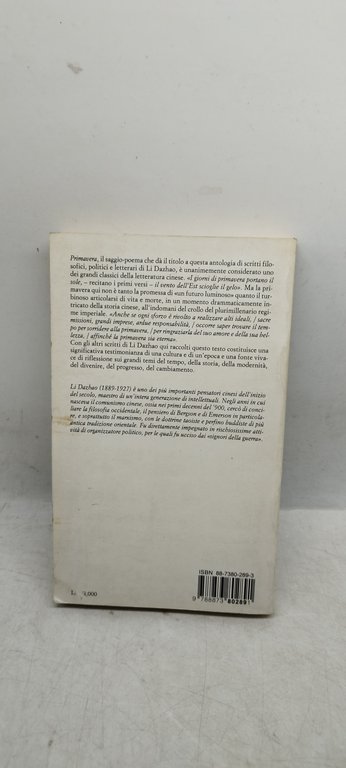 Primavera, il saggio-poema che dà il titolo a questa antologia di scritti filo-
sofici, politici e letterari di Li Dazhao, è unanimemente considerato uno
dei grandi classici della letteratura cinese. «I giorni di primavera portano il
sole, – recitano i primi versi – il vento dell'Est scioglie il gelo». Ma la pri-
mavera qui non è tanto la promessa di «un futuro luminoso» quanto il tur-
binoso articolarsi di vita e morte, in un momento drammaticamente in-
tricato della storia cinese, all'indomani del crollo del plurimillenario regi-
me imperiale. «Anche se ogni sforzo è rivolto a realizzare alti ideali, / sacre
missioni, grandi imprese, ardue responsabilità, / occorre saper trovare il tem-
po per sorridere alla primavera, / per ringraziarla del suo amore e della sua bel-
lezza, / affinché la primavera sia eterna».
Con gli altri scritti di Li Dazhao qui raccolti questo testo costituisce una
significativa testimonianza di una cultura e di un'epoca e una fonte viva-
ce di riflessione sui grandi temi del tempo, della storia, della modernità,
del divenire, del progresso, del cambiamento.
Li Dazhao (1889-1927) è uno dei più importanti pensatori cinesi dell'inizio
del secolo, maestro di un'intera generazione di intellettuali. Negli anni in cui
nasceva il comunismo cinese, ossia nei primi decenni del '900, cercò di conci-
liare la filosofia occidentale, il pensiero di Bergson e di Emerson in particola-
re, e soprattutto il marxismo, con le dottrine taoiste e perfino buddiste di più
antica tradizione orientale. Fu direttamente impegnato in rischiosissime atti-
vità di organizzatore politico, per le quali fu ucciso dai «signori della guerra».
ISBN 88-7380-289-3
9 788873 802891
L. ,000